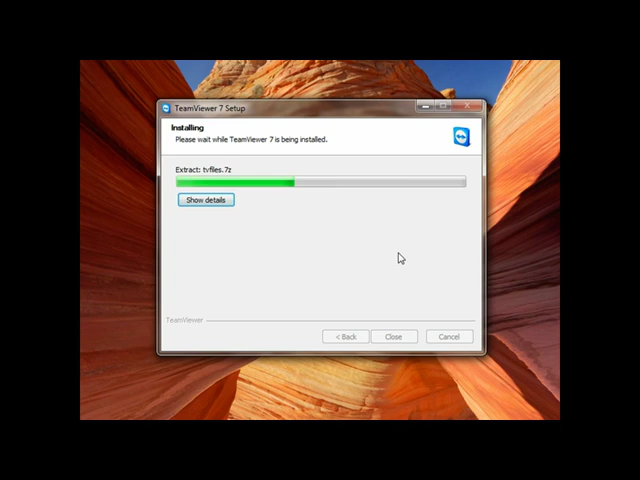 TeamViewer 7 Setup
Installing
Please wait while TeamViewer 7 is being installed.
Extract: tvfiles.7z
Show details
TeamViewer
< Back
Close
Cancel